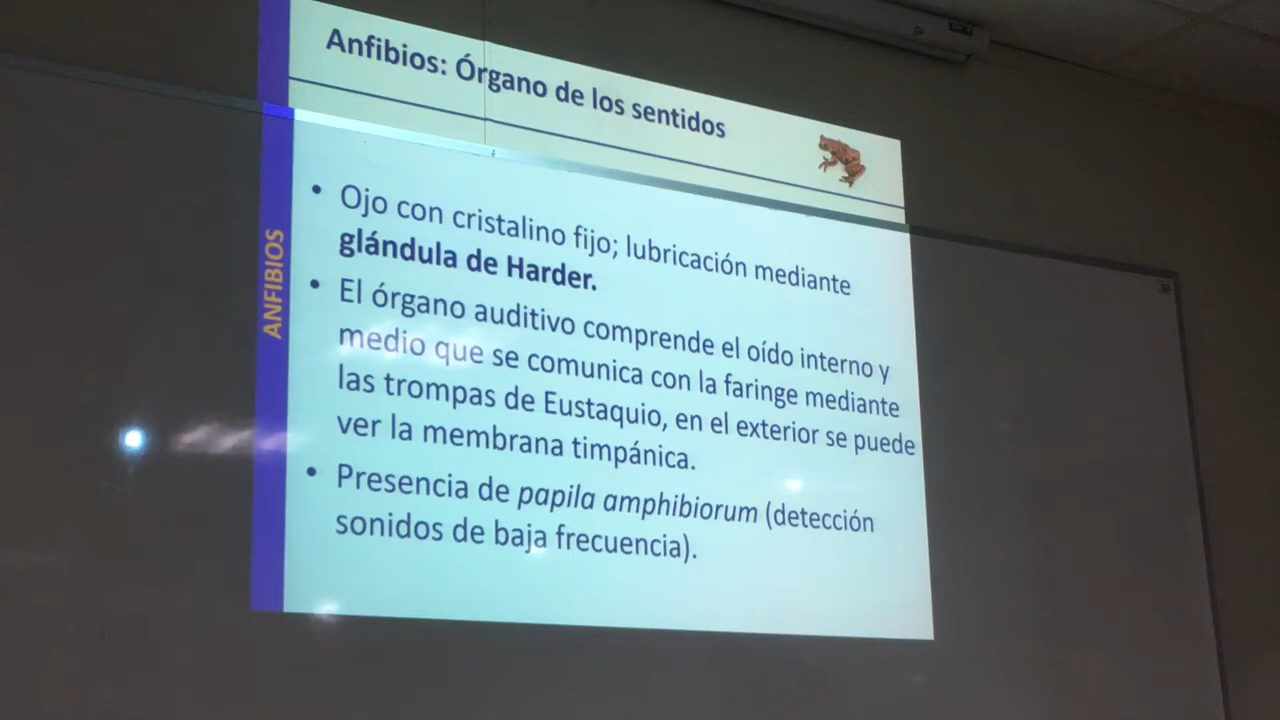 Anfibios: Órgano de los sentidos
ANFIBIOS
• Ojo con cristalino fijo; lubricación mediante
glándula de Harder.
• El órgano auditivo comprende el oído interno y
medio que se comunica con la faringe mediante
las trompas de Eustaquio, en el exterior se puede
ver la membrana timpánica.
• Presencia de papila amphibiorum (detección
sonidos de baja frecuencia).